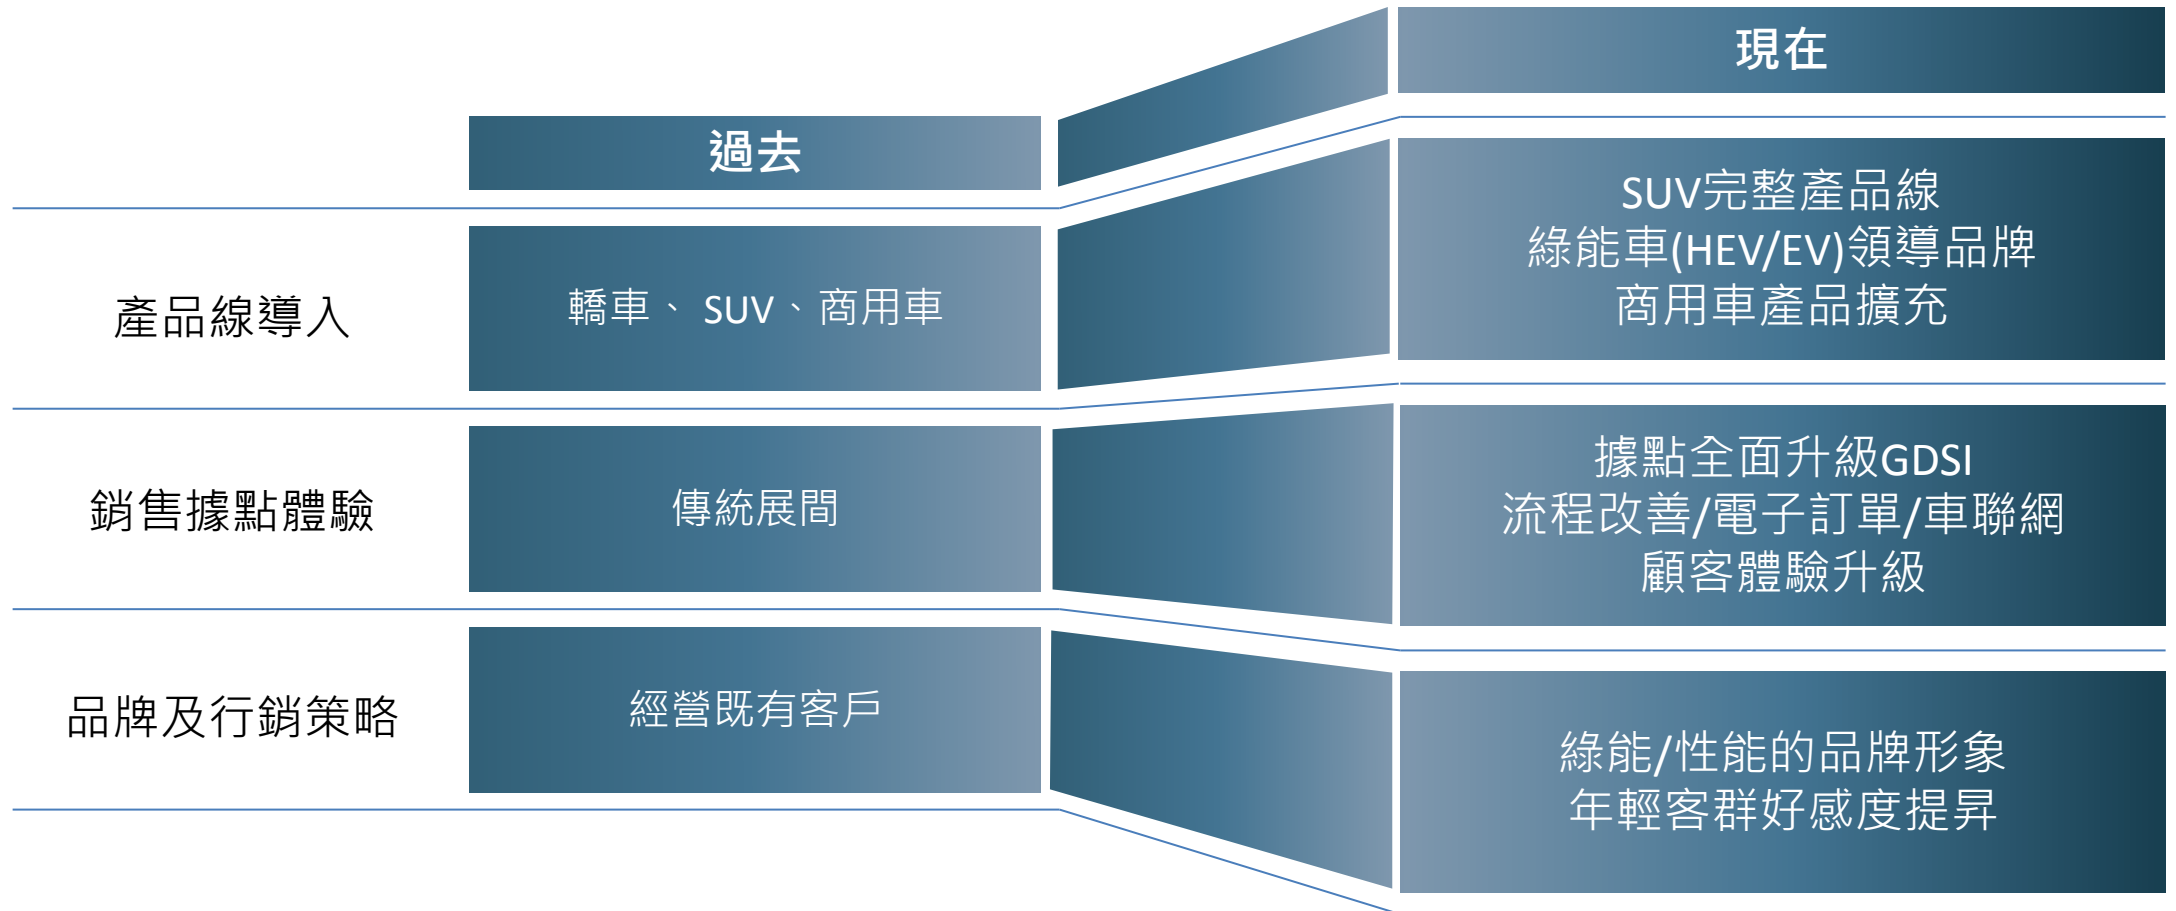 現在
過去
產品線導入
轎車、 SUV、商用車
SUV完整產品線
綠能車(HEV/EV)領導品牌
商用車產品擴充
銷售據點體驗
傳統展間
據點全面升級GDSI
流程改善/電子訂單/車聯網
顧客體驗升級
品牌及行銷策略
經營既有客戶
綠能/性能的品牌形象
年輕客群好感度提昇